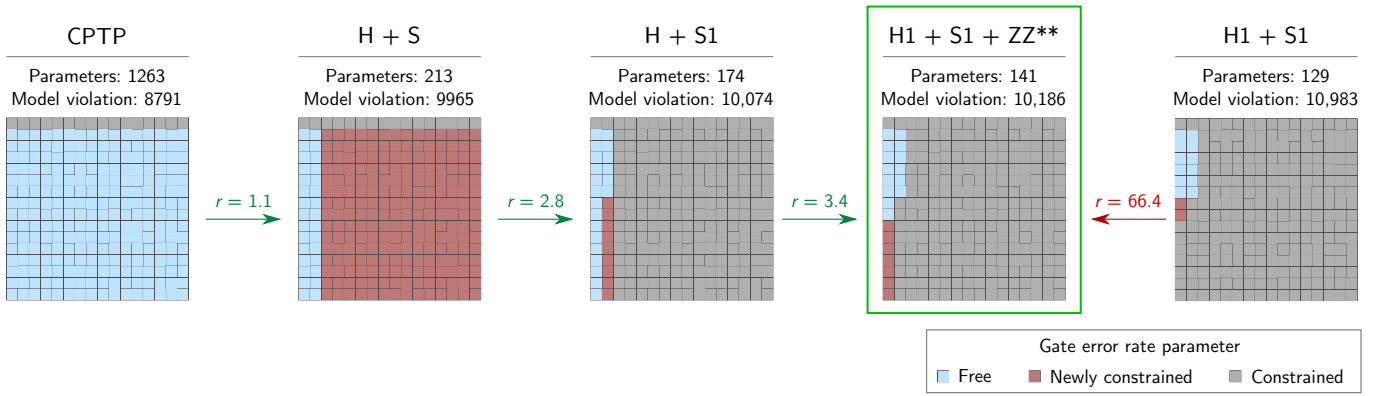 CPTP
Parameters: 1263
Model violation: 8791
r = 1.1
H + S
Parameters: 213
Model violation: 9965
r = 2.8
H + S1
Parameters: 174
Model violation: 10,074
r = 3.4
H1 + S1 + ZZ**
Parameters: 141
Model violation: 10,186
r = 66.4
H1 + S1
Parameters: 129
Model violation: 10,983
Gate error rate parameter
Free
Newly constrained
Constrained